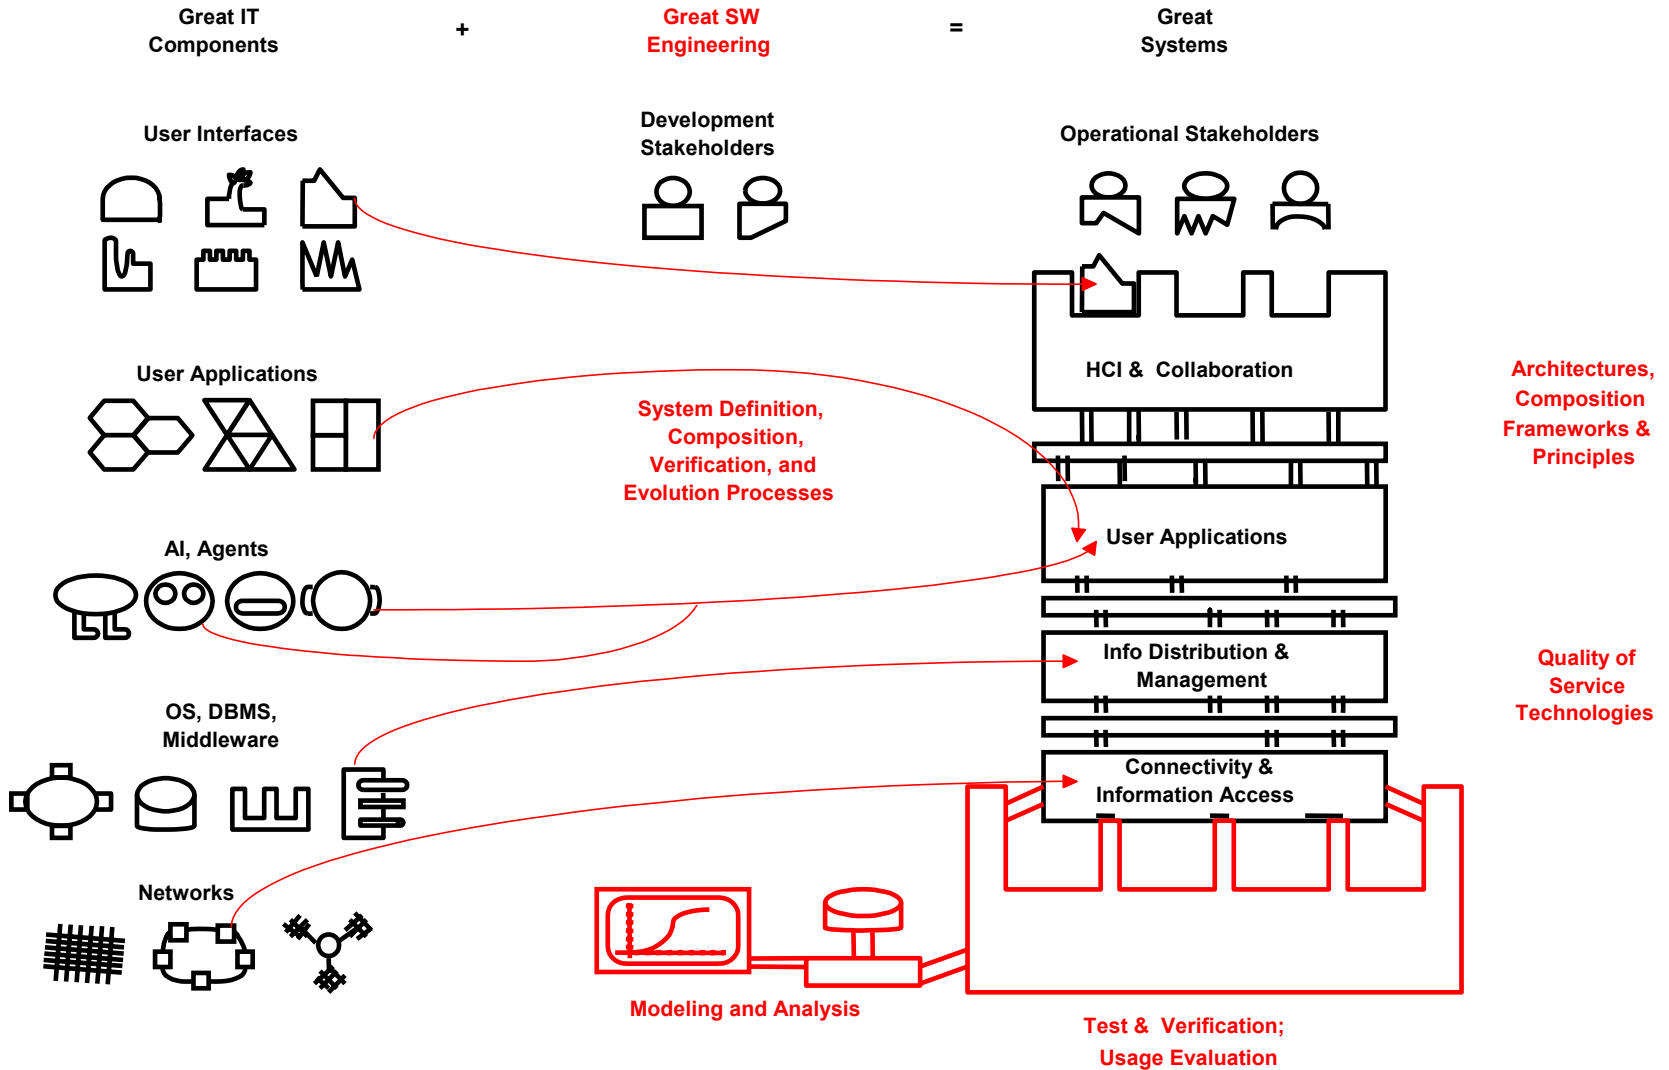 Great IT
Components
+
Great SW
Engineering
=
Great
Systems
User Interfaces
Development
Stakeholders
Operational Stakeholders
HCI & Collaboration
User Applications
System Definition,
Composition,
Verification, and
Evolution Processes
Architectures,
Composition
Frameworks &
Principles
User Applications
AI, Agents
Info Distribution &
Management
Quality of
Service
Technologies
OS, DBMS,
Middleware
Connectivity &
Information Access
Networks
Modeling and Analysis
Test & Verification;
Usage Evaluation